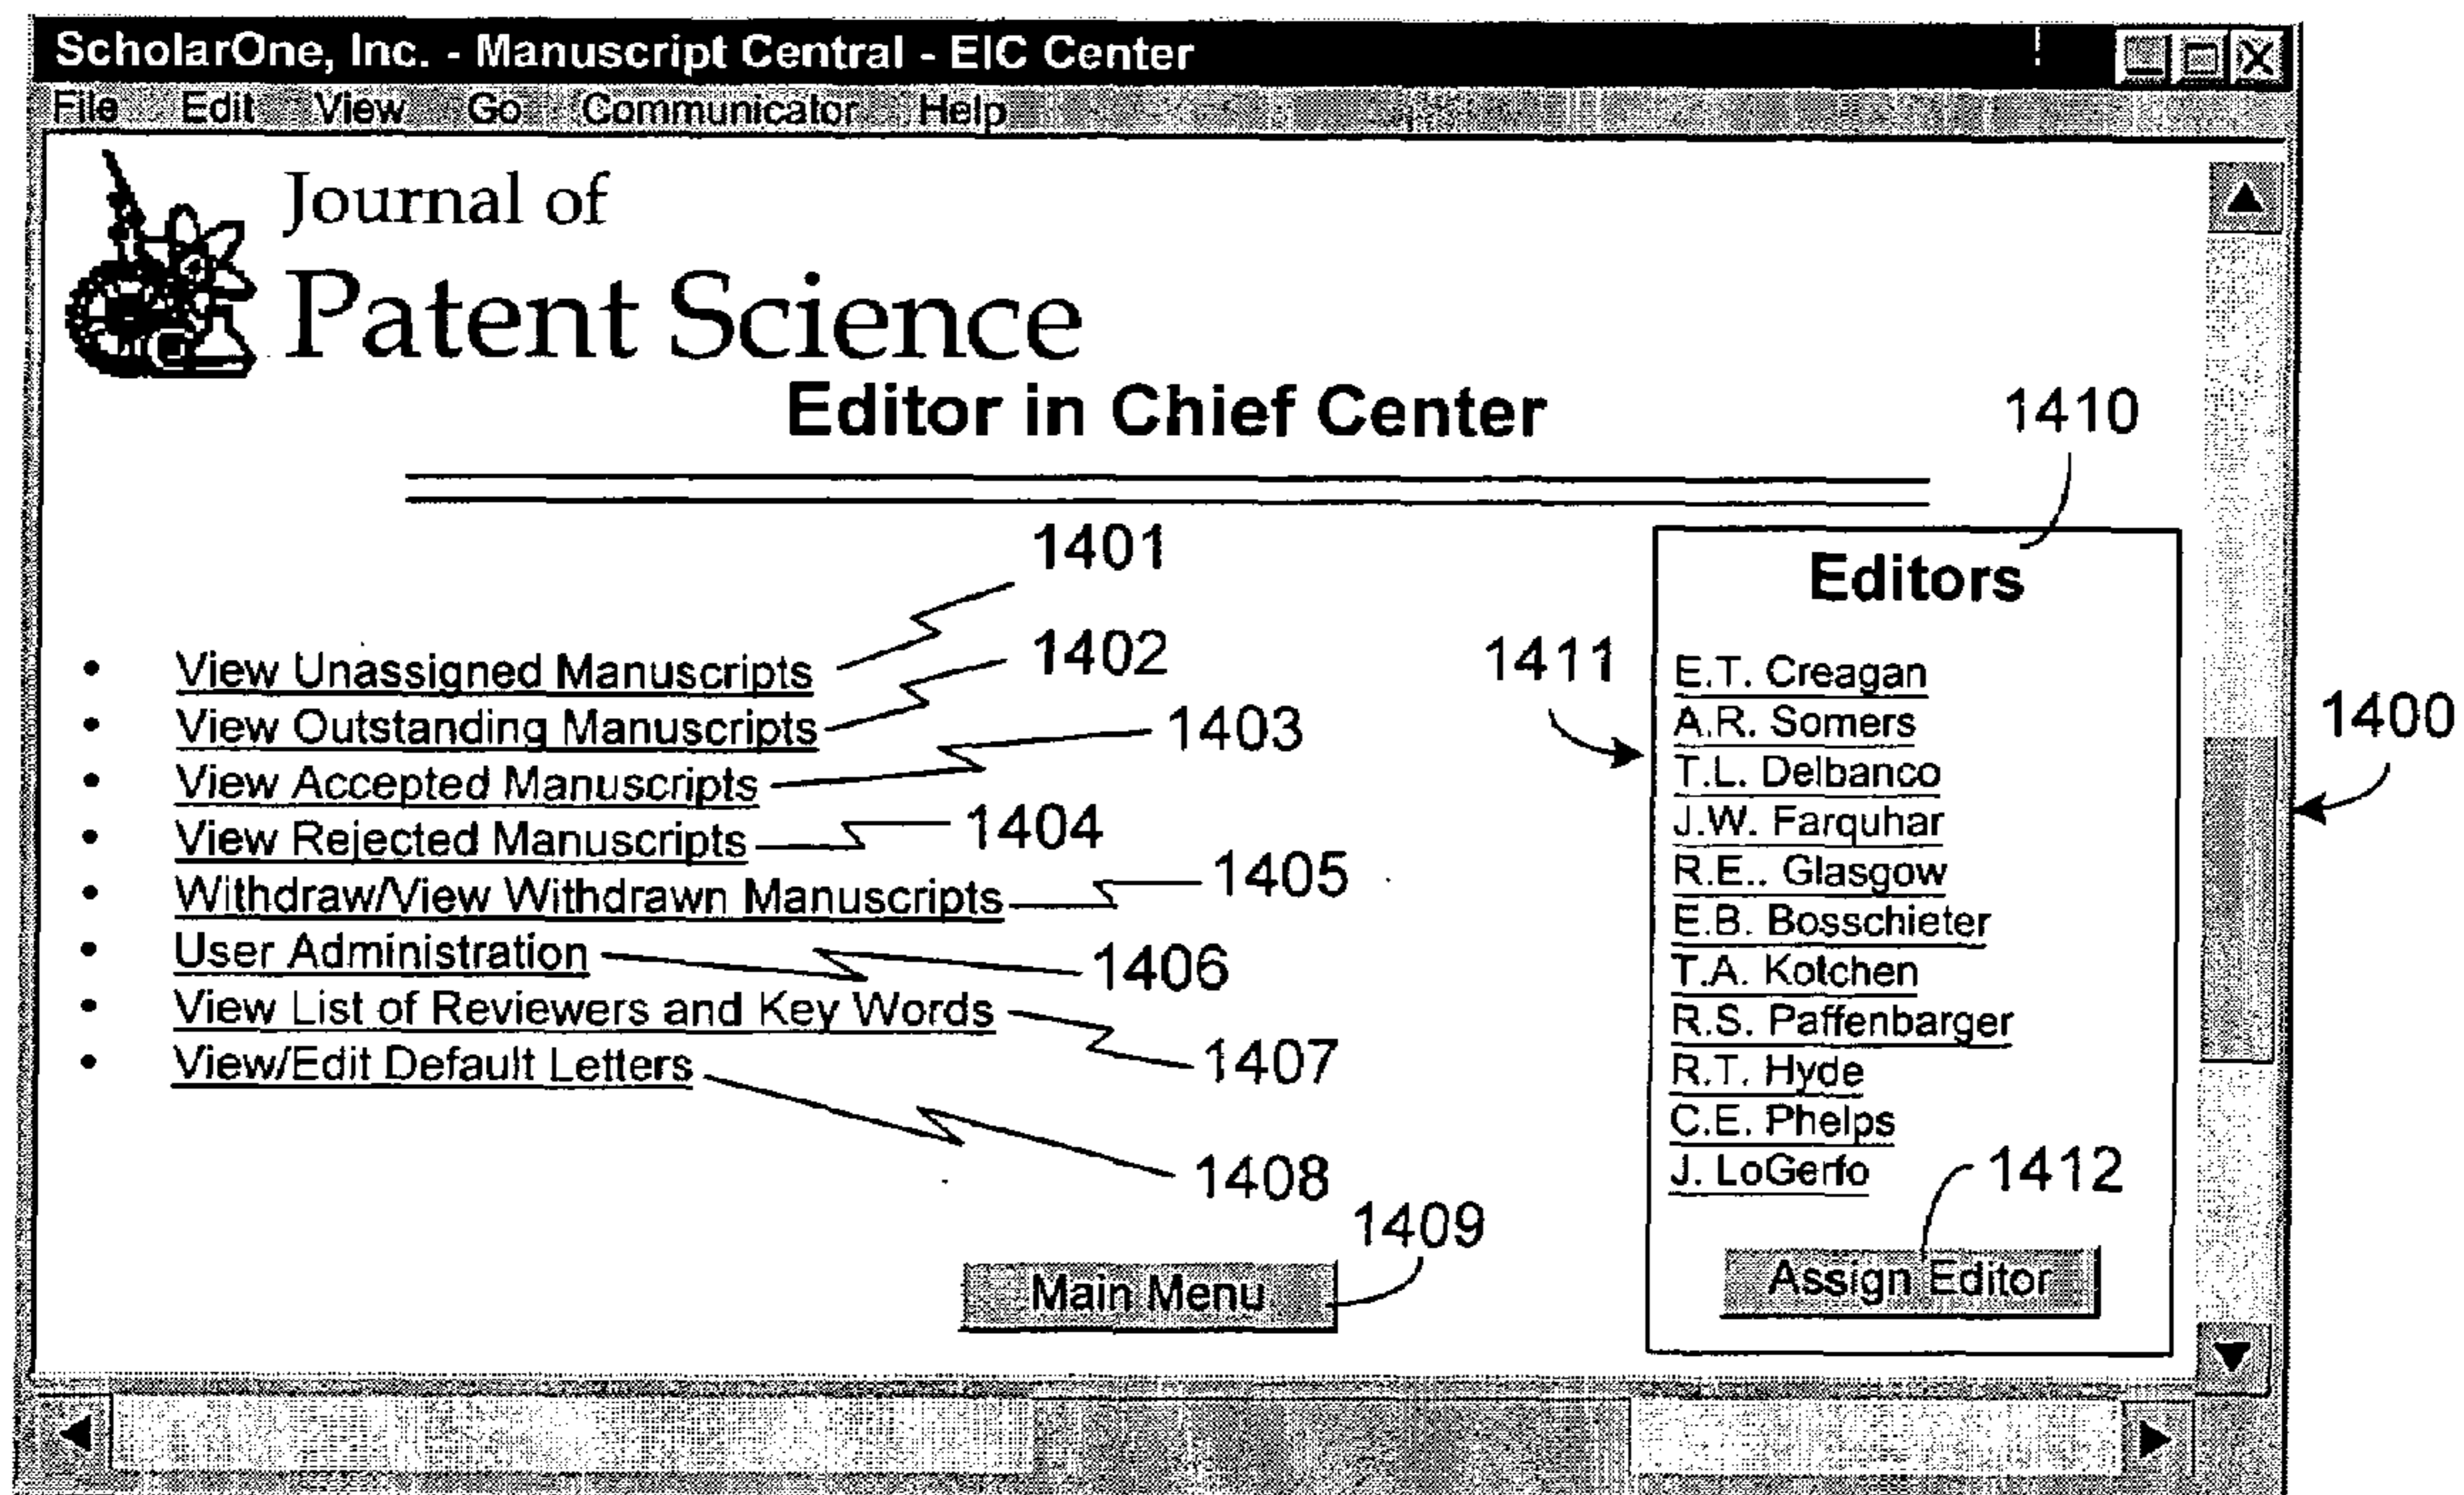 ScholarOne, Inc. - Manuscript Central - EIC Center
File Edit View Go Communicator Help
Journal of
Patent Science
Editor in Chief Center
1410
1401
Editors
View Unassigned Manuscripts
1402
View Outstanding Manuscripts
1403
View Accepted Manuscripts
1404
View Rejected Manuscripts
1405
Withdraw/View Withdrawn Manuscripts
User Administration
1406
View List of Reviewers and Key Words
1407
View/Edit Default Letters
1408
1409
Main Menu
1411
E.T. Creagan
A.R. Somers
T.L. Delbanco
J.W. Farquhar
R.E.. Glasgow
E.B. Bosschieter
T.A. Kotchen
R.S. Paffenbarger
R.T. Hyde
C.E. Phelps
J. LoGerfo
1412
Assign Editor
1400